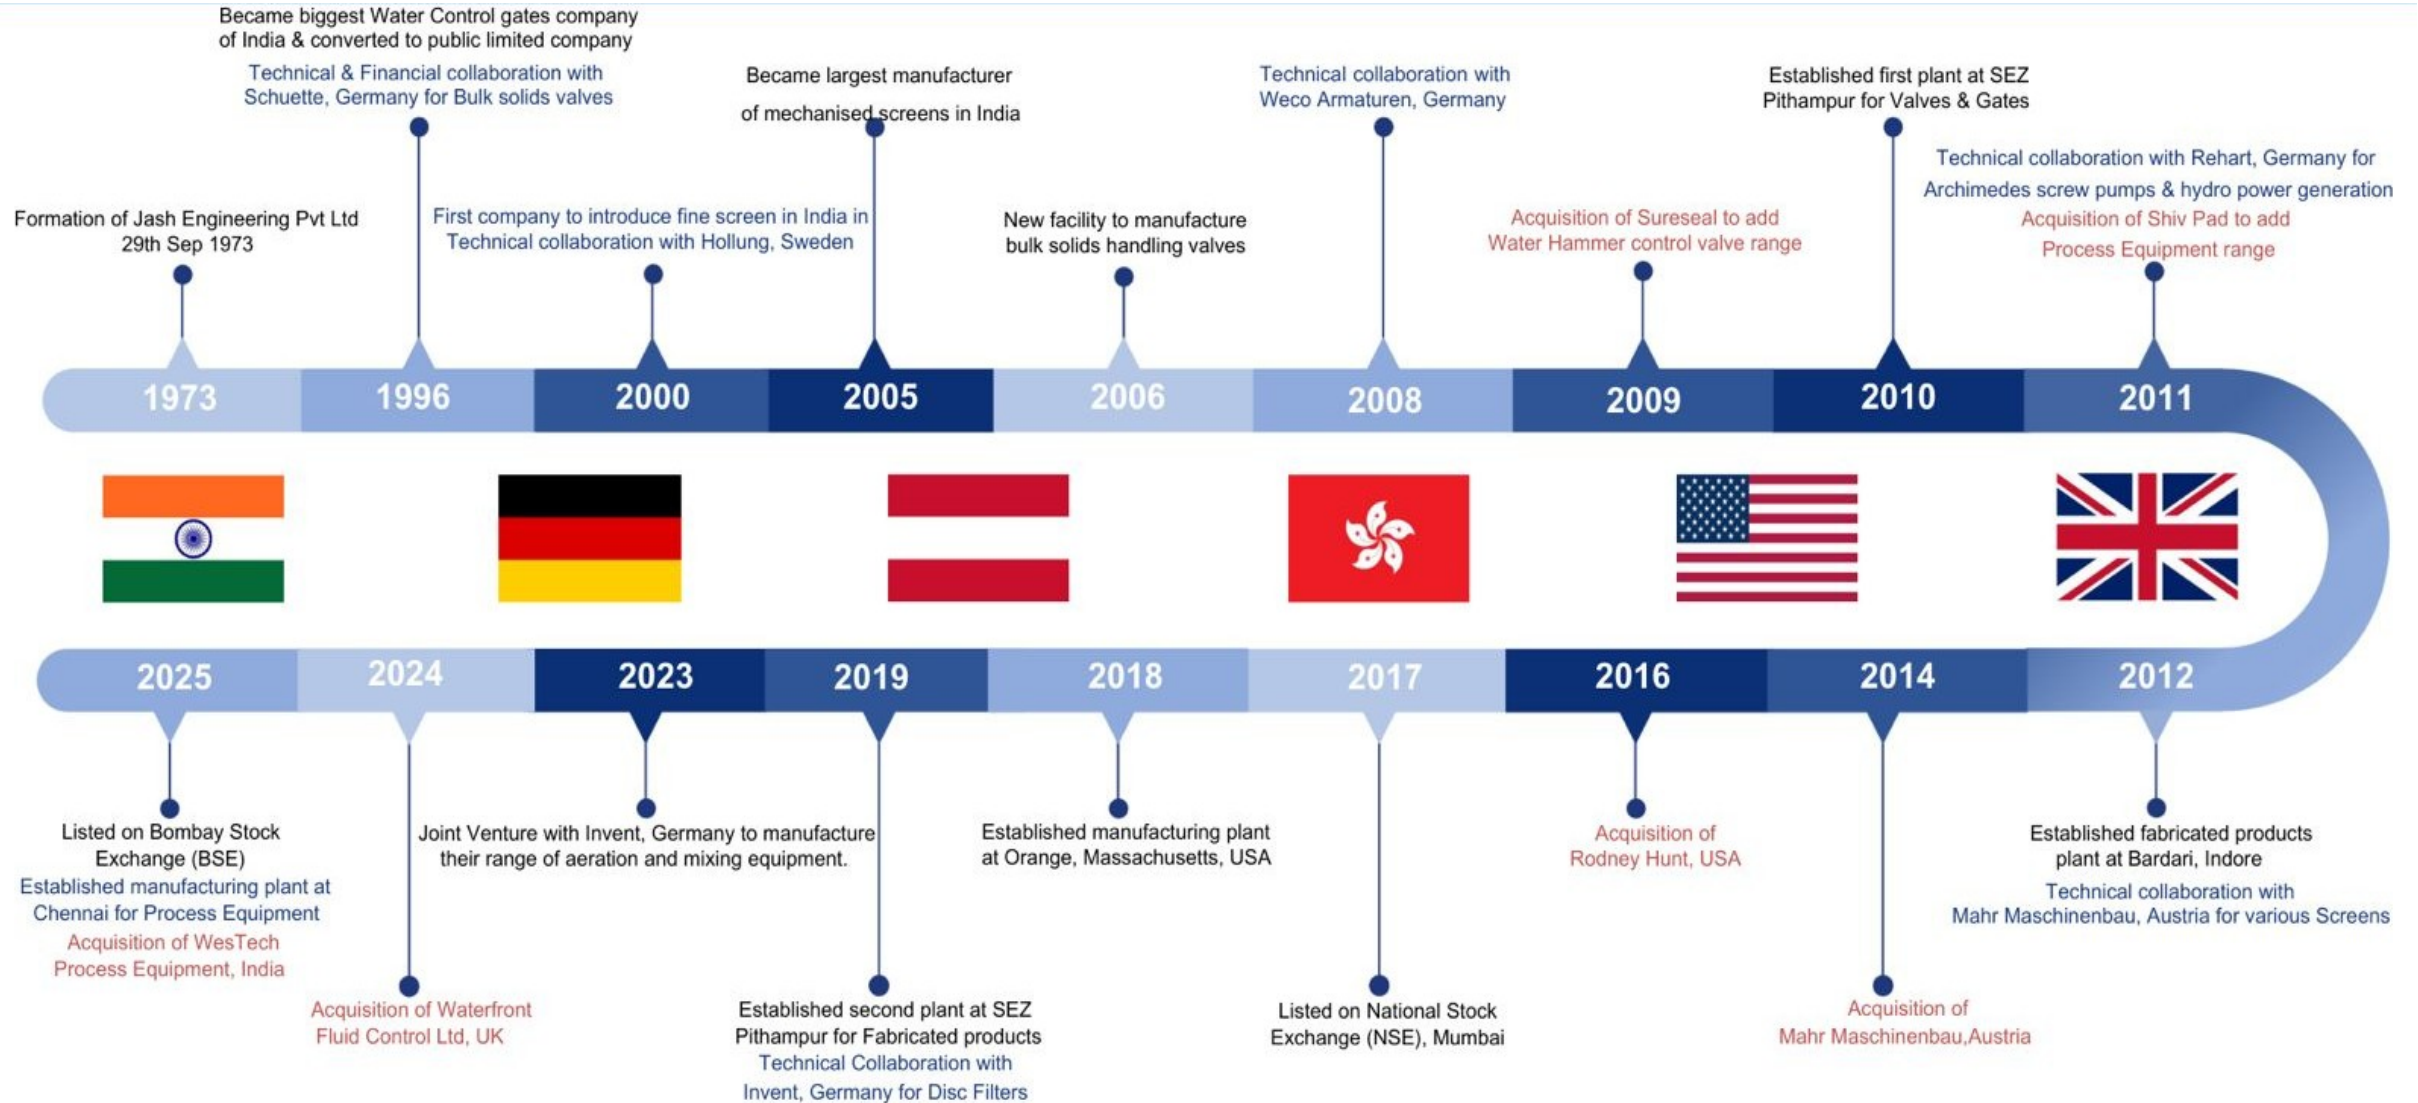 Became biggest Water Control gates company
of India & converted to public limited company
Technical & Financial collaboration with
Schuette, Germany for Bulk solids valves
Became largest manufacturer
of mechanised screens in India
Technical collaboration with
Weco Armaturen, Germany
Established first plant at SEZ
Pithampur for Valves & Gates
Formation of Jash Engineering Pvt Ltd
29th Sep 1973
First company to introduce fine screen in India in
Technical collaboration with Hollung, Sweden
New facility to manufacture
bulk solids handling valves
Acquisition of Sureseal to add
Water Hammer control valve range
Technical collaboration with Rehart, Germany for
Archimedes screw pumps & hydro power generation
Acquisition of Shiv Pad to add
Process Equipment range
1973
1996
2000
2005
2006
2008
2009
2010
2011
2025
2024
2023
2019
2018
2017
2016
2014
2012
Listed on Bombay Stock
Exchange (BSE)
Established manufacturing plant at
Chennai for Process Equipment
Acquisition of WesTech
Process Equipment, India
Acquisition of Waterfront
Fluid Control Ltd, UK
Joint Venture with Invent, Germany to manufacture
their range of aeration and mixing equipment.
Established second plant at SEZ
Pithampur for Fabricated products
Technical Collaboration with
Invent, Germany for Disc Filters
Established manufacturing plant
at Orange, Massachusetts, USA
Listed on National Stock
Exchange (NSE), Mumbai
Acquisition of
Rodney Hunt, USA
Acquisition of
Mahr Maschinenbau,Austria
Established fabricated products
plant at Bardari, Indore
Technical collaboration with
Mahr Maschinenbau, Austria for various Screens